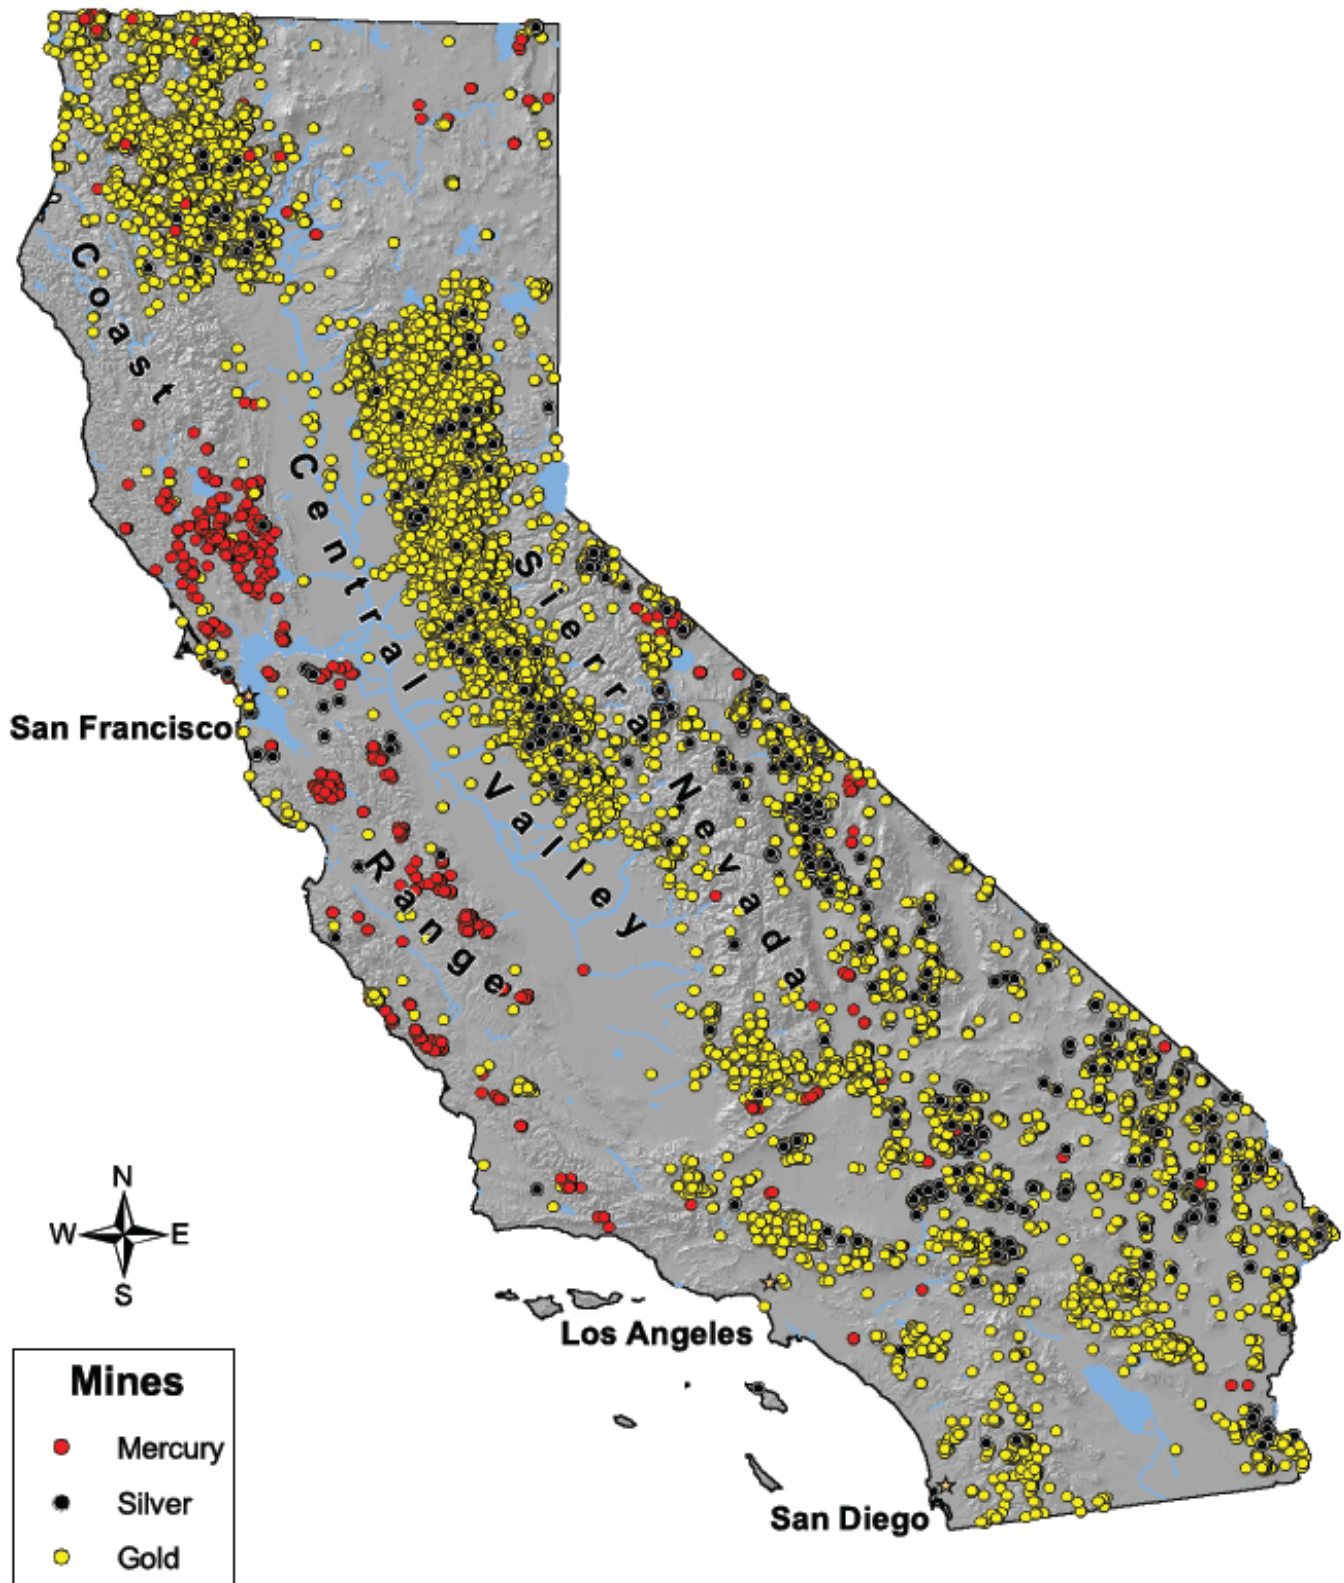 Coast
Central
Sierra
San Francisco
Nevada
Valley
Range
N
W E
S
Los Angeles
San Diego
Mines
Mercury
Silver
Gold